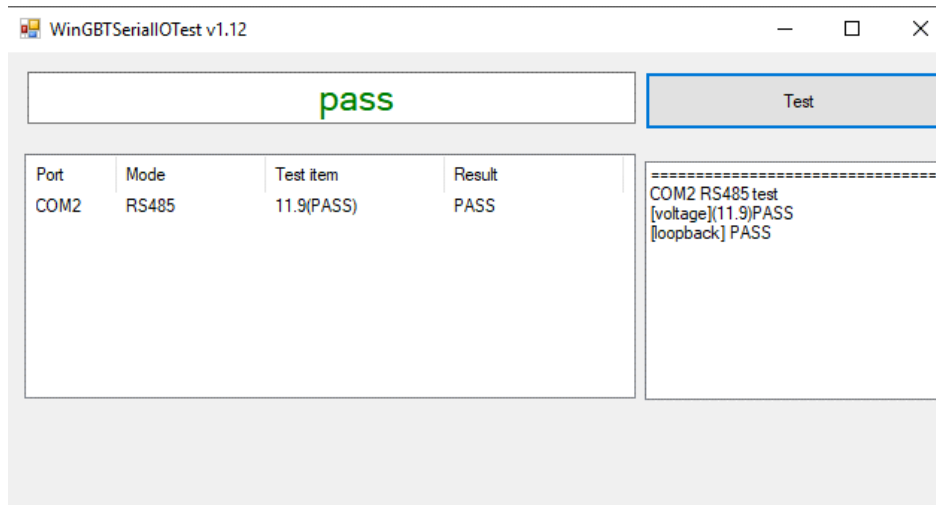 WinGBTSerialIOTest v1.12
pass
Test
Port Mode Test item Result
COM2 RS485 11.9(PASS) PASS
================================
COM2 RS485 test
[voltage](11.9)PASS
[loopback] PASS